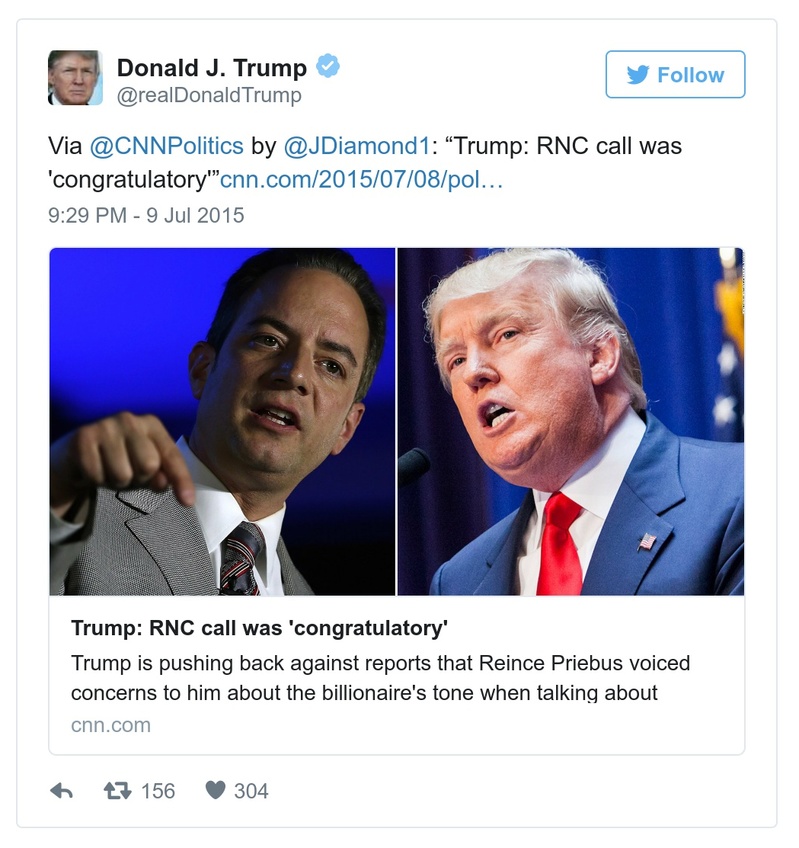 Donald J. Trump
@realDonaldTrump
Follow
Via @CNNPolitics by @JDiamond1: “Trump: RNC call was
'congratulatory'”cnn.com/2015/07/08/pol…
9:29 PM - 9 Jul 2015
Trump: RNC call was 'congratulatory'
Trump is pushing back against reports that Reince Priebus voiced
concerns to him about the billionaire's tone when talking about
cnn.com
156
304